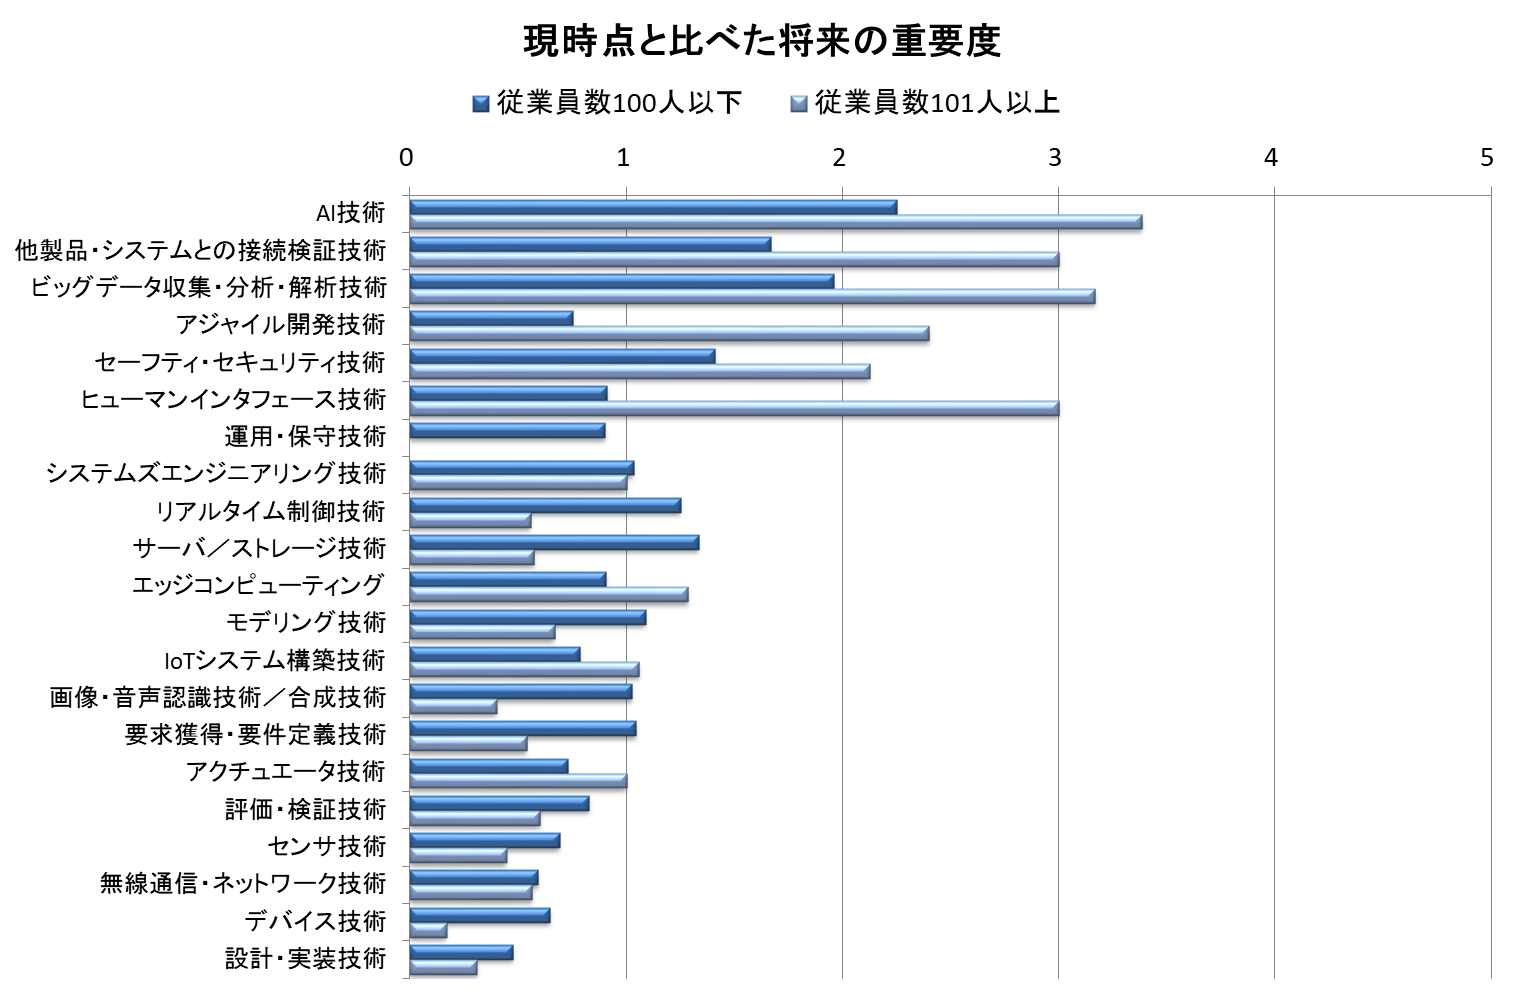 現時点と比べた将来の重要度
従業員数100人以下 従業員数101人以上
0 1 2 3 4 5
AI技術
他製品・システムとの接続検証技術
ビッグデータ収集・分析・解析技術
アジャイル開発技術
セーフティ・セキュリティ技術
ヒューマンインタフェース技術
運用・保守技術
システムズエンジニアリング技術
リアルタイム制御技術
サーバ／ストレージ技術
エッジコンピューティング
モデリング技術
IoTシステム構築技術
画像・音声認識技術／合成技術
要求獲得・要件定義技術
アクチュエータ技術
評価・検証技術
センサ技術
無線通信・ネットワーク技術
デバイス技術
設計・実装技術